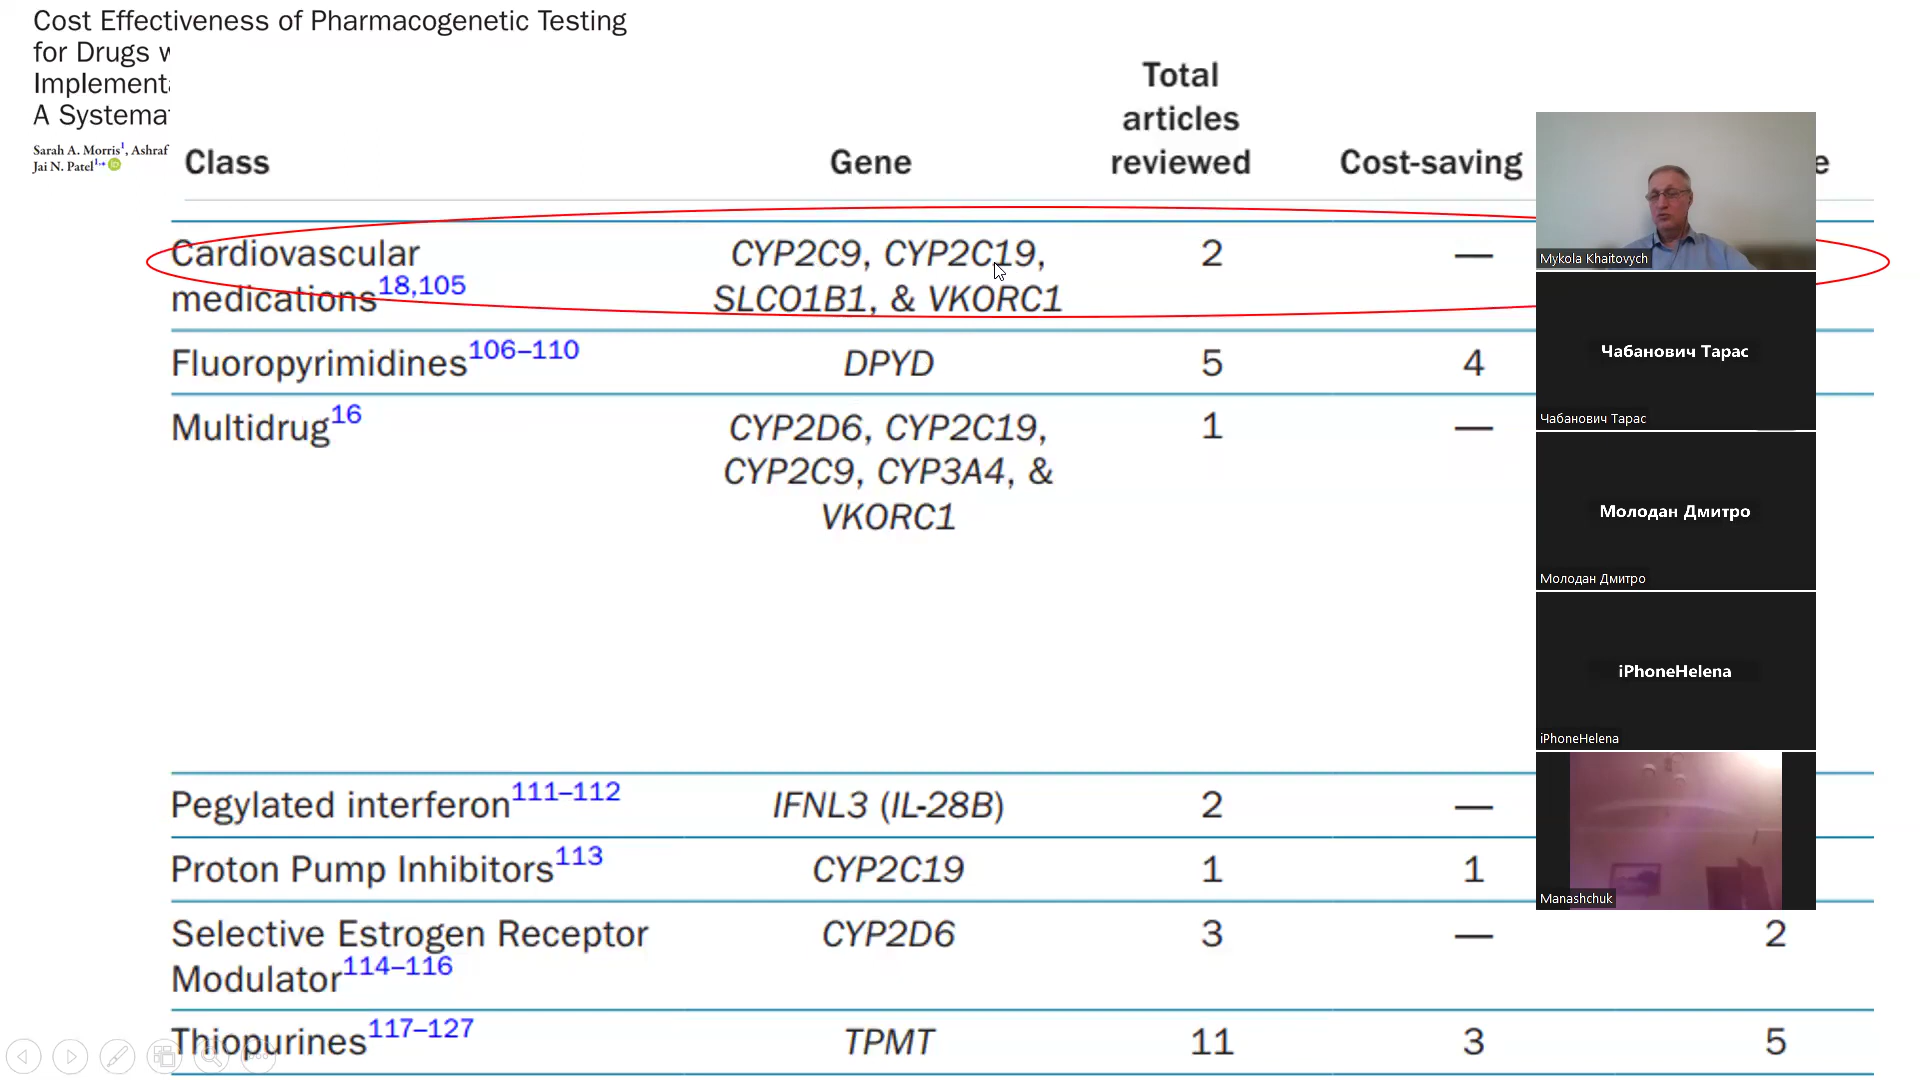 Cost Effectiveness of Pharmacogenetic Testing
for Drugs
Implement
A Systema
Sarah A. Morris1, Ashraf
Jai N. Patel1,* iD
Total
articles
reviewed
Class Gene Cost-saving e
Cardiovascular CYP2C9, CYP2C19, 2 —
medications18,105 SLCO1B1, & VKORC1
Fluoropyrimidines106–110 DPYD 5 4
Multidrug16 CYP2D6, CYP2C19, 1 —
CYP2C9, CYP3A4, &
VKORC1
Pegylated interferon111–112 IFNL3 (IL-28B) 2 —
Proton Pump Inhibitors113 CYP2C19 1 1
Selective Estrogen Receptor CYP2D6 3 — 2
Modulator114–116
Thiopurines117–127 TPMT 11 3 5
Mykola Khaitovych
Чабанович Тарас
Чабанович Тарас
Молодан Дмитро
Молодан Дмитро
iPhoneHelena
iPhoneHelena
Manashchuk